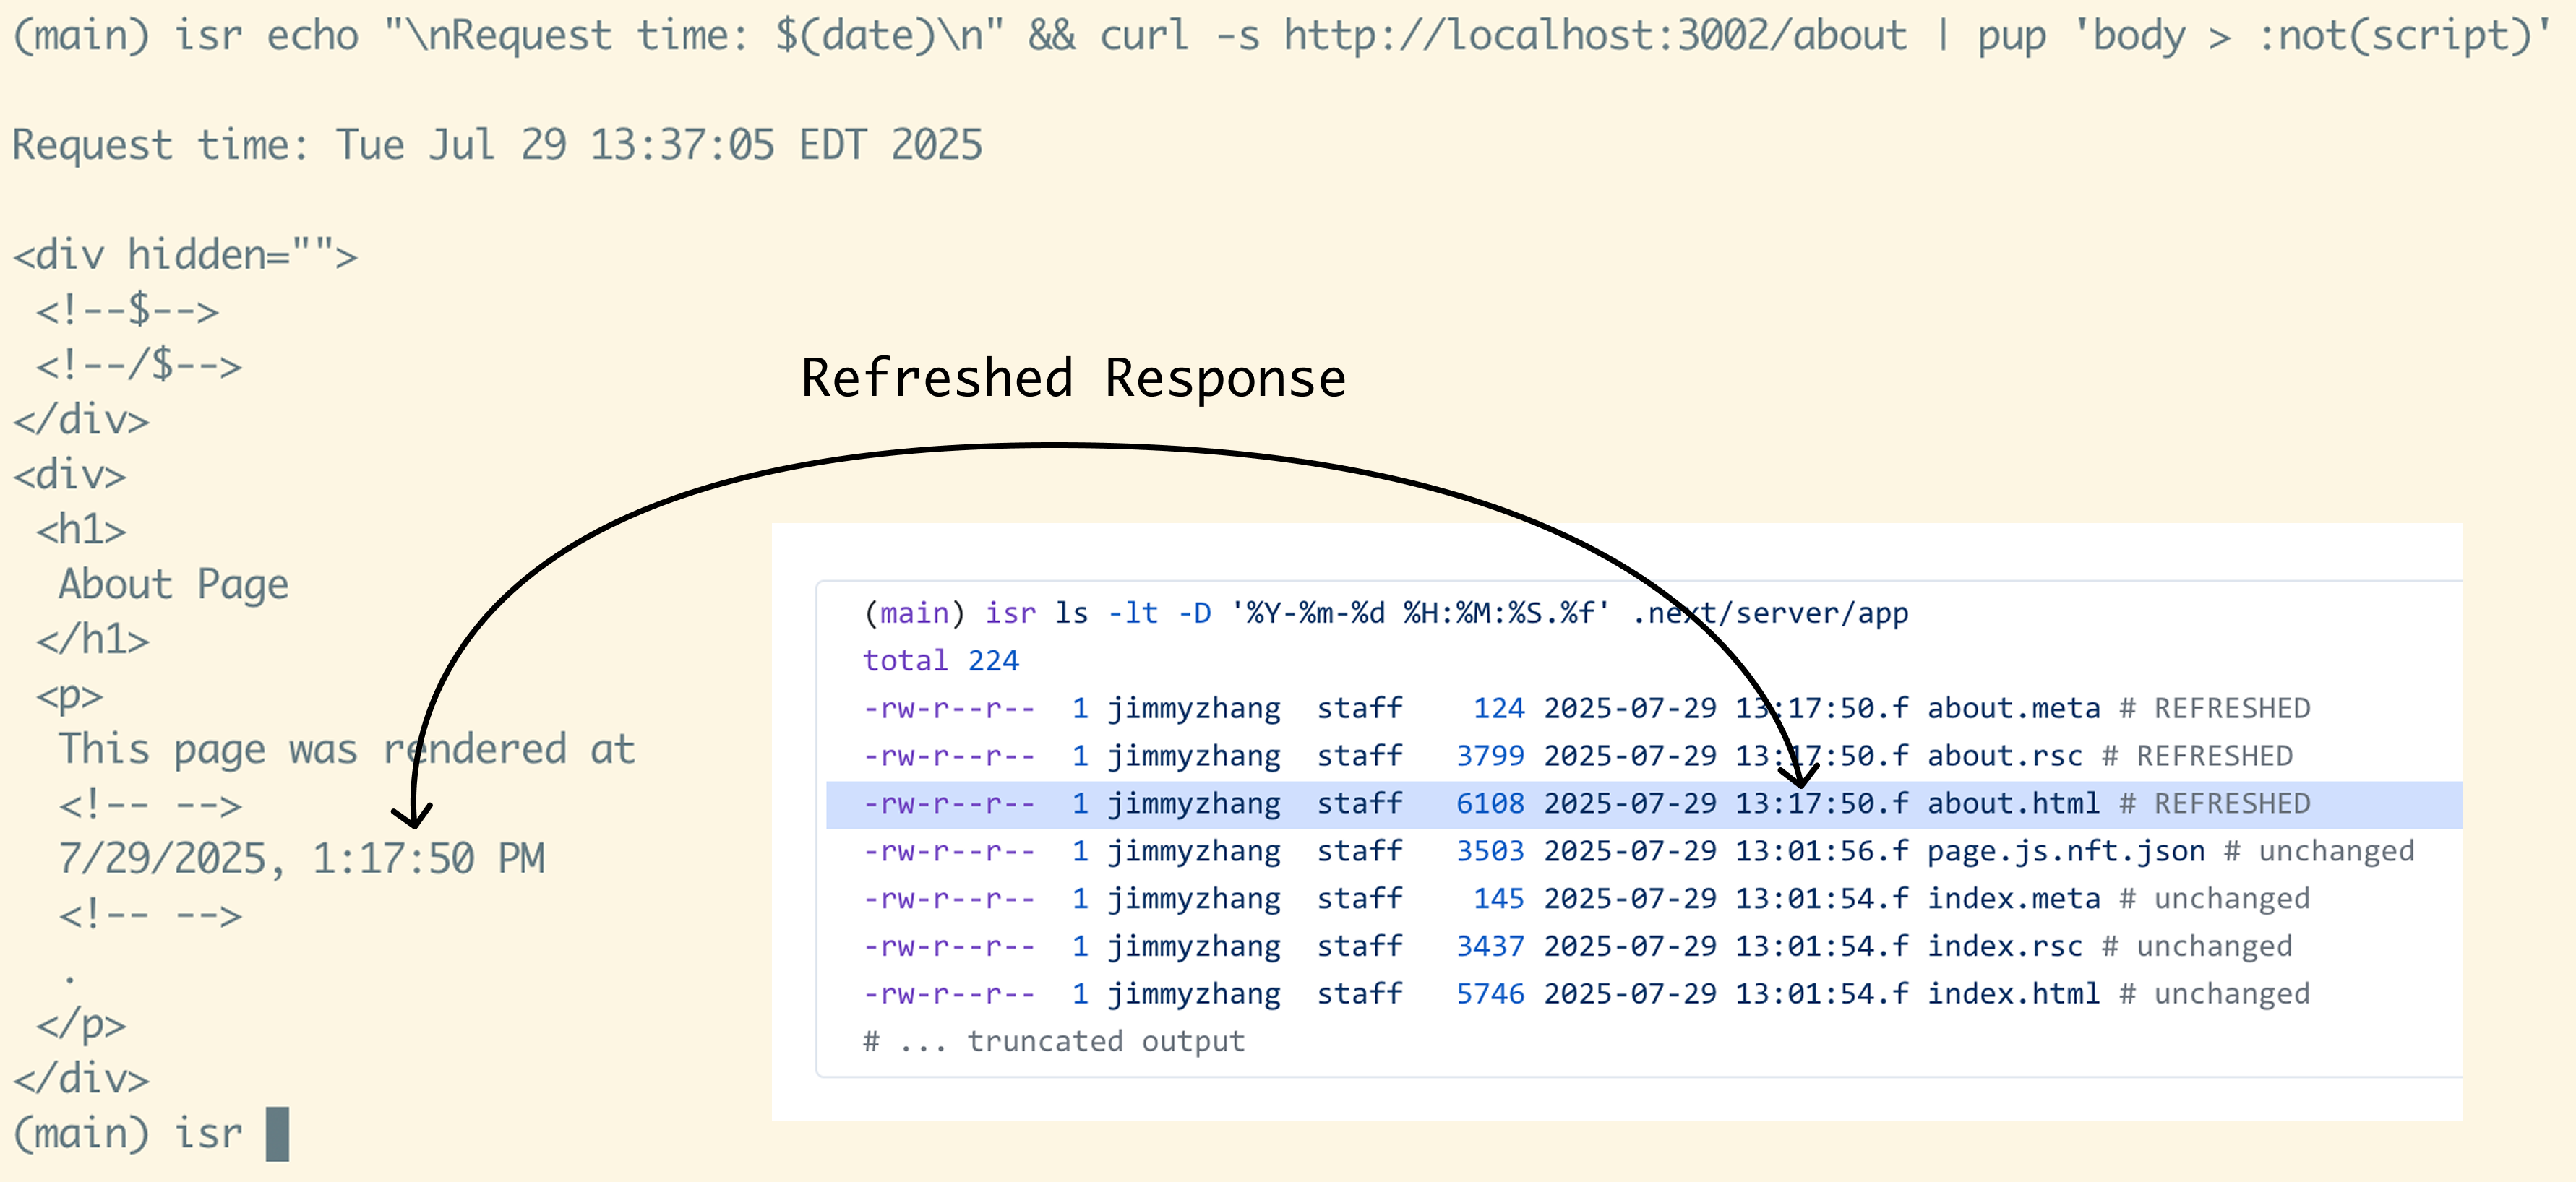 (main) isr echo "\nRequest time: $(date)\n" && curl -s http://localhost:3002/about | pup 'body > :not(script)'
Request time: Tue Jul 29 13:37:05 EDT 2025
<div hidden="">
<!--$-->
<!--/$-->
</div>
<div>
<h1>
About Page
</h1>
<p>
This page was rendered at
<!-- -->
7/29/2025, 1:17:50 PM
<!-- -->
.
</p>
</div>
(main) isr
Refreshed Response
(main) isr ls -lt -D '%Y-%m-%d %H:%M:%S.%f' .next/server/app
total 224
-rw-r--r-- 1 jimmyzhang staff 124 2025-07-29 13:17:50.f about.meta # REFRESHED
-rw-r--r-- 1 jimmyzhang staff 3799 2025-07-29 13:17:50.f about.rsc # REFRESHED
-rw-r--r-- 1 jimmyzhang staff 6108 2025-07-29 13:17:50.f about.html # REFRESHED
-rw-r--r-- 1 jimmyzhang staff 3503 2025-07-29 13:01:56.f page.js.nft.json # unchanged
-rw-r--r-- 1 jimmyzhang staff 145 2025-07-29 13:01:54.f index.meta # unchanged
-rw-r--r-- 1 jimmyzhang staff 3437 2025-07-29 13:01:54.f index.rsc # unchanged
-rw-r--r-- 1 jimmyzhang staff 5746 2025-07-29 13:01:54.f index.html # unchanged
# ... truncated output